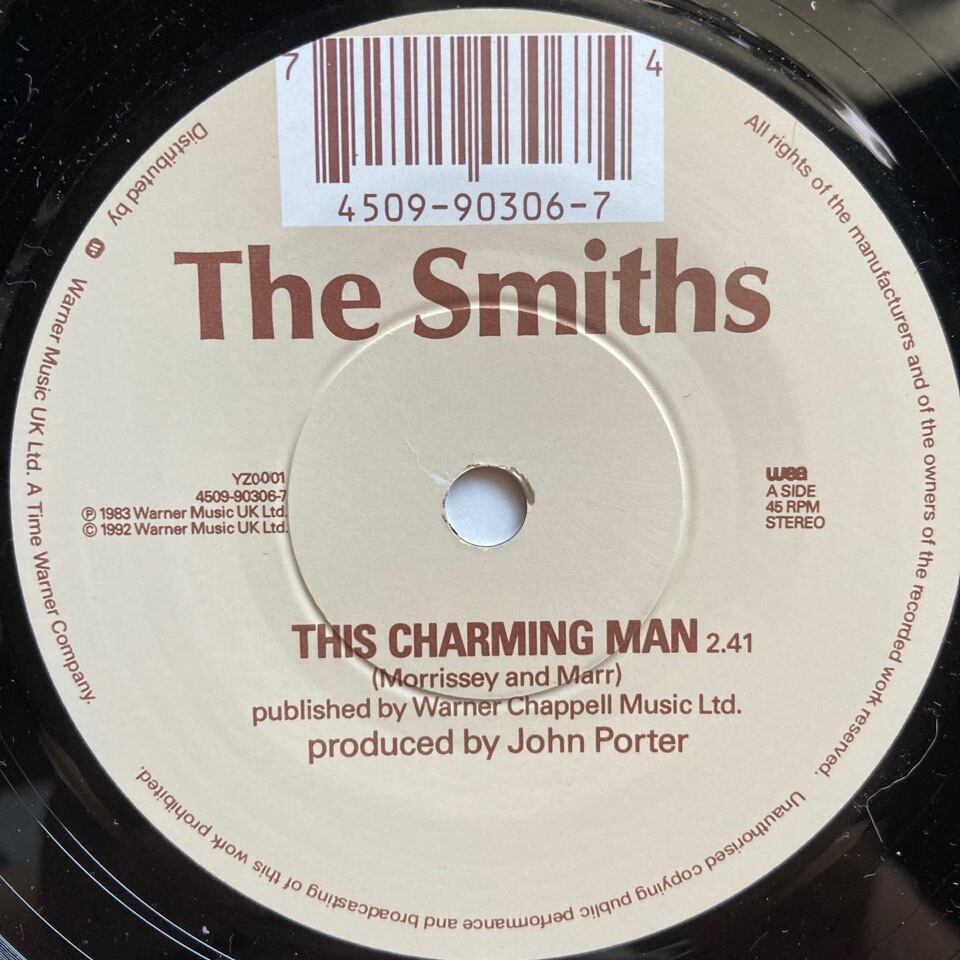 7 4
4509-90306-7
The Smiths
YZ0001
4509-90306-7
Ⓟ 1983 Warner Music UK Ltd.
© 1992 Warner Music UK Ltd.
wea
A SIDE
45 RPM
STEREO
THIS CHARMING MAN 2.41
(Morrissey and Marr)
published by Warner Chappell Music Ltd.
produced by John Porter
Distributed by W Warner Music UK Ltd. A Time Warner Company.
All rights of the manufacturers and of the owners of the recorded work reserved.
Unauthorised copying public performance and broadcasting of this work prohibited.